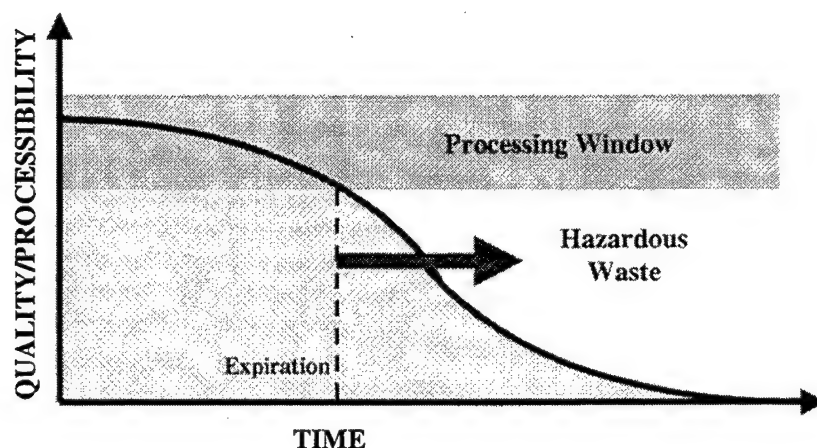 QUALITY/PROCESSIBILITY
Processing Window
Hazardous
Waste
Expiration
TIME